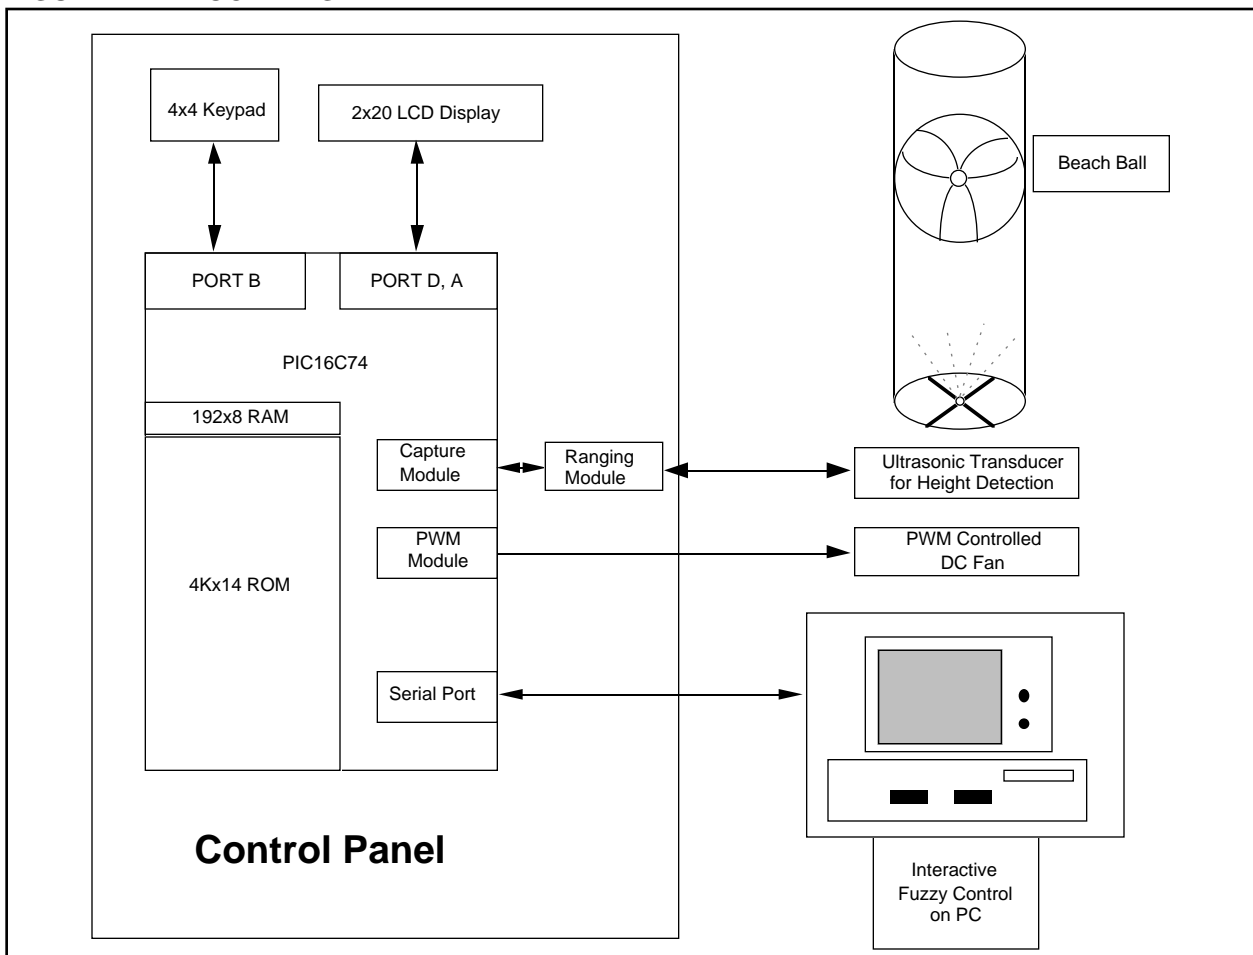 4x4 Keypad
2x20 LCD Display
Beach Ball
PORT B
PORT D, A
PIC16C74
192x8 RAM
Capture
Module
Ranging
Module
Ultrasonic Transducer
for Height Detection
PWM
Module
PWM Controlled
DC Fan
4Kx14 ROM
Serial Port
Control Panel
Interactive
Fuzzy Control
on PC